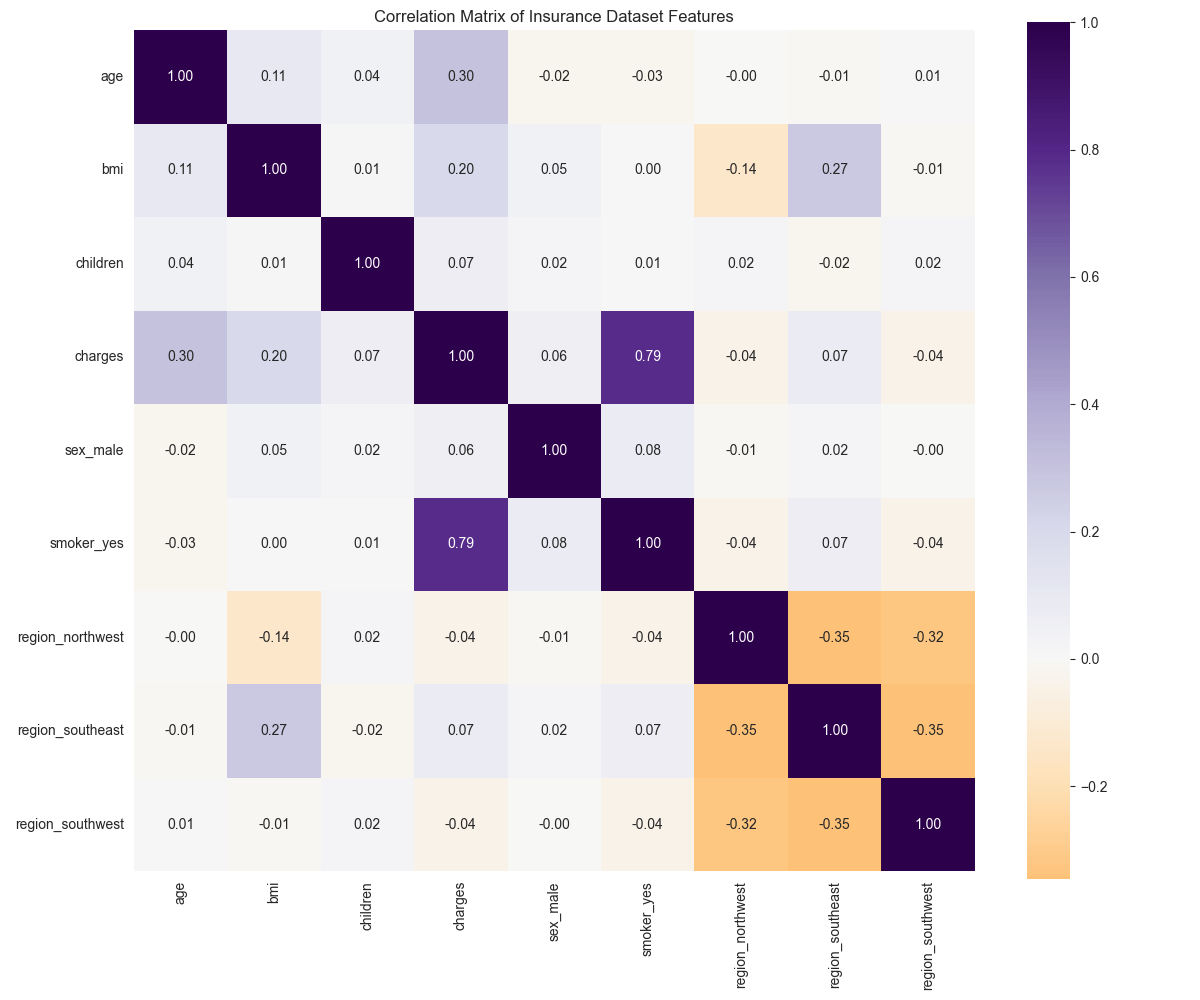 Correlation Matrix of Insurance Dataset Features
age 1.00 0.11 0.04 0.30 -0.02 -0.03 -0.00 -0.01 0.01
bmi 0.11 1.00 0.01 0.20 0.05 0.00 -0.14 0.27 -0.01
children 0.04 0.01 1.00 0.07 0.02 0.01 0.02 -0.02 0.02
charges 0.30 0.20 0.07 1.00 0.06 0.79 -0.04 0.07 -0.04
sex_male -0.02 0.05 0.02 0.06 1.00 0.08 -0.01 0.02 -0.00
smoker_yes -0.03 0.00 0.01 0.79 0.08 1.00 -0.04 0.07 -0.04
region_northwest -0.00 -0.14 0.02 -0.04 -0.01 -0.04 1.00 -0.35 -0.32
region_southeast -0.01 0.27 -0.02 0.07 0.02 0.07 -0.35 1.00 -0.35
region_southwest 0.01 -0.01 0.02 -0.04 -0.00 -0.04 -0.32 -0.35 1.00
age
bmi
children
charges
sex_male
smoker_yes
region_northwest
region_southeast
region_southwest
1.0
0.8
0.6
0.4
0.2
0.0
−0.2